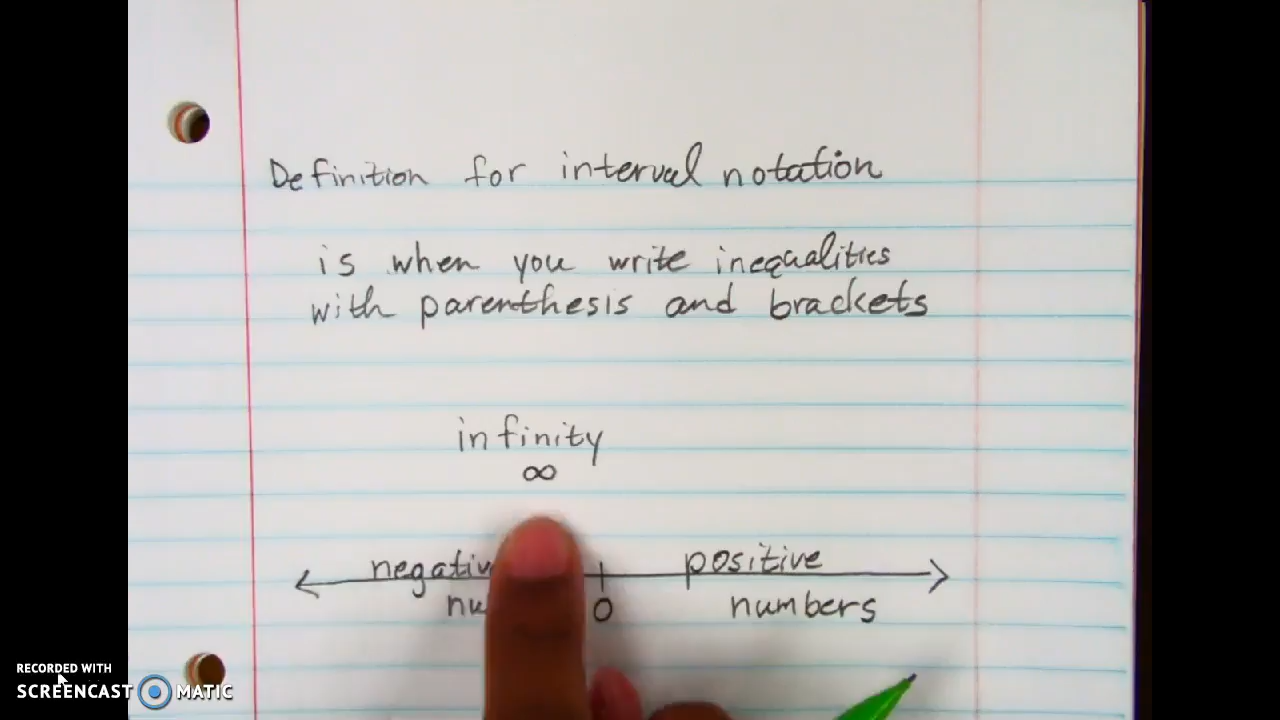 Definition for interval notation
is when you write inequalities
with parenthesis and brackets
infinity
∞
positive
0 numbers
RECORDED WITH
SCREENCAST MATIC